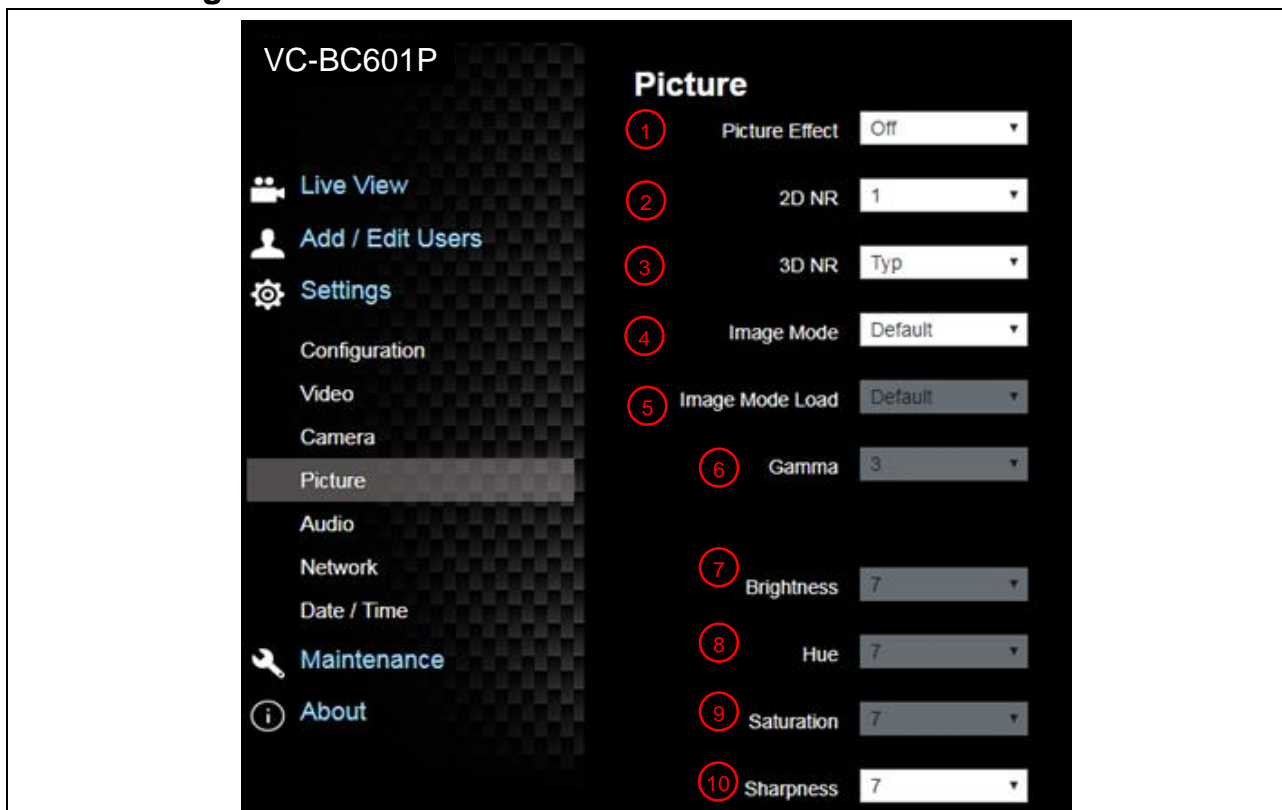 VC-BC601P
Live View
Add / Edit Users
Settings
Configuration
Video
Camera
Picture
Audio
Network
Date / Time
Maintenance
About
Picture
1 Picture Effect Off
2 2D NR 1
3 3D NR Typ
4 Image Mode Default
5 Image Mode Load Default
6 Gamma 3
7 Brightness 7
8 Hue 7
9 Saturation 7
10 Sharpness 7